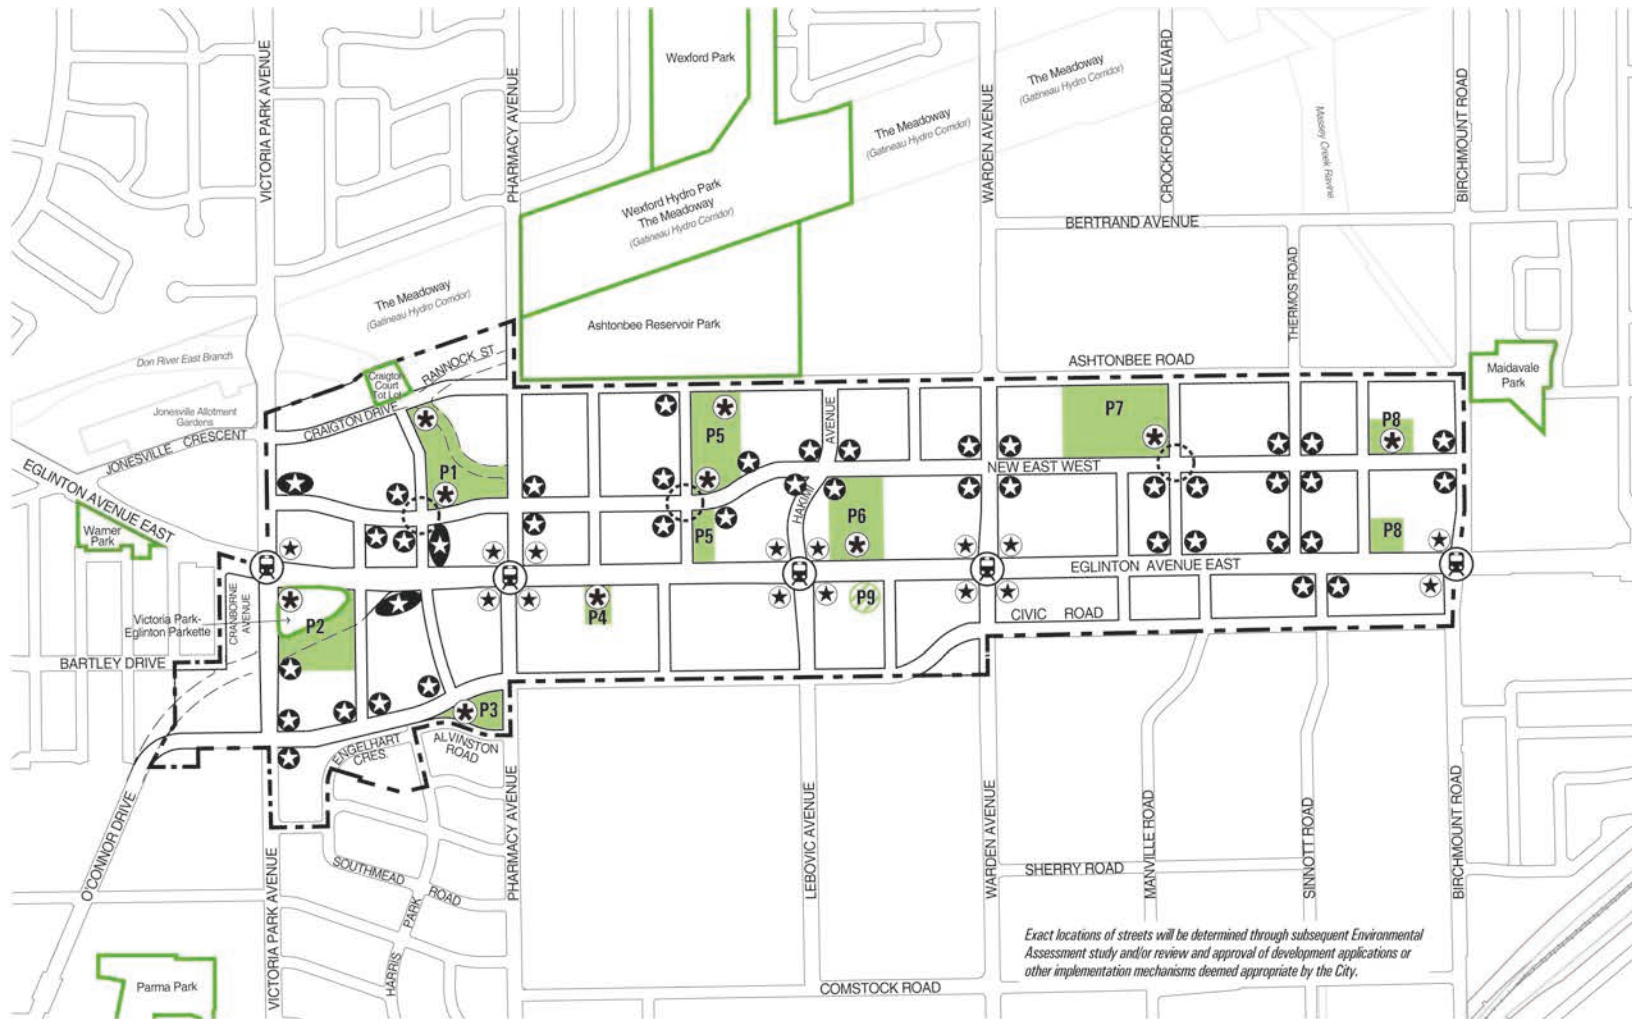 Wexford Park
The Meadoway
(Gatineau Hydro Corridor)
The Meadoway
(Gatineau Hydro Corridor)
VICTORIA PARK AVENUE
PHARMACY AVENUE
WARDEN AVENUE
CROCKFORD BOULEVARD
Massey Creek Ravine
BIRCHMOUNT ROAD
Wexford Hydro Park
The Meadoway
(Gatineau Hydro Corridor)
BERTRAND AVENUE
THERMOS ROAD
The Meadoway
(Gatineau Hydro Corridor)
Ashtonbee Reservoir Park
Don River East Branch
RANNOCK ST
ASHTONBEE ROAD
Maidavale
Park
Craigton
Court
Tot Lot
Jonesville Allotment
Gardens
CRAIGTON DRIVE
JONESVILLE CRESCENT
P7
P8
P5
AVENUE
EGLINTON AVENUE EAST
P1
NEW EAST WEST
HAKIMI
Warner
Park
P6
P5
P8
EGLINTON AVENUE EAST
CRANBORNE
AVENUE
Victoria Park-
Eglinton Parkette
P2
P4
P9
CIVIC ROAD
BARTLEY DRIVE
P3
ENGELHART
CRES.
ALVINSTON
ROAD
O'CONNOR DRIVE
VICTORIA PARK AVENUE
PHARMACY AVENUE
LEBOVIC AVENUE
WARDEN AVENUE
MANVILLE ROAD
SINNOTT ROAD
BIRCHMOUNT ROAD
SOUTHMEAD ROAD
SHERRY ROAD
HARRIS PARK
Exact locations of streets will be determined through subsequent Environmental
Assessment study and/or review and approval of development applications or
other implementation mechanisms deemed appropriate by the City.
Parma Park
COMSTOCK ROAD